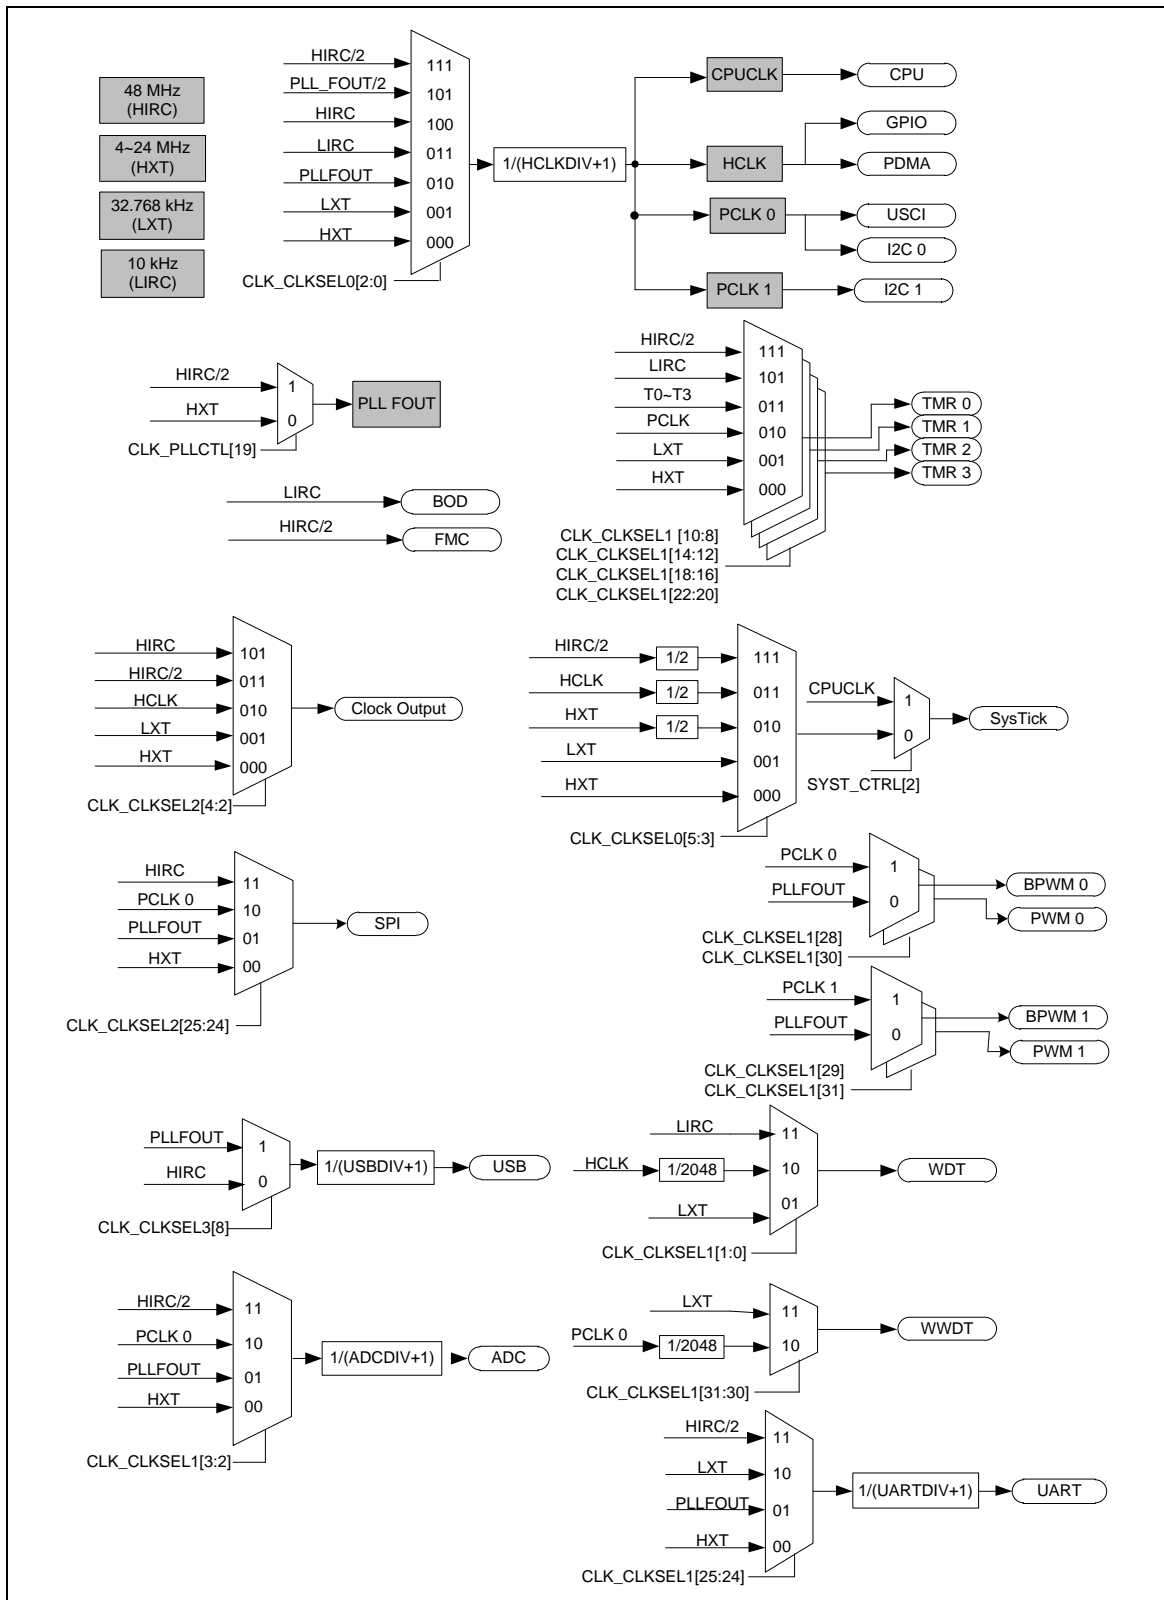 48 MHz
(HIRC)
4~24 MHz
(HXT)
32.768 kHz
(LXT)
10 kHz
(LIRC)
HIRC/2
111
PLL_FOUT/2
101
HIRC
100
LIRC
011
PLLFOUT
010
LXT
001
HXT
000
CLK_CLKSEL0[2:0]
1/(HCLKDIV+1)
CPUCLK
CPU
HCLK
GPIO
PDMA
PCLK 0
USCI
I2C 0
PCLK 1
I2C 1
HIRC/2
1
HXT
0
CLK_PLLCTL[19]
PLL FOUT
LIRC
BOD
HIRC/2
FMC
HIRC/2
111
LIRC
101
T0~T3
011
PCLK
010
LXT
001
HXT
000
TMR 0
TMR 1
TMR 2
TMR 3
CLK_CLKSEL1 [10:8]
CLK_CLKSEL1[14:12]
CLK_CLKSEL1[18:16]
CLK_CLKSEL1[22:20]
HIRC
101
HIRC/2
011
HCLK
010
LXT
001
HXT
000
CLK_CLKSEL2[4:2]
Clock Output
HIRC/2
1/2
111
HCLK
1/2
011
HXT
1/2
010
LXT
001
HXT
000
CLK_CLKSEL0[5:3]
CPUCLK
1
0
SYST_CTRL[2]
SysTick
HIRC
11
PCLK 0
10
PLLFOUT
01
HXT
00
CLK_CLKSEL2[25:24]
SPI
PCLK 0
1
PLLFOUT
0
BPWM 0
PWM 0
CLK_CLKSEL1[28]
CLK_CLKSEL1[30]
PCLK 1
1
PLLFOUT
0
BPWM 1
PWM 1
CLK_CLKSEL1[29]
CLK_CLKSEL1[31]
PLLFOUT
1
HIRC
0
CLK_CLKSEL3[8]
1/(USBDIV+1)
USB
LIRC
11
HCLK
1/2048
10
LXT
01
CLK_CLKSEL1[1:0]
WDT
HIRC/2
11
PCLK 0
10
PLLFOUT
01
HXT
00
CLK_CLKSEL1[3:2]
1/(ADCDIV+1)
ADC
LXT
11
PCLK 0
1/2048
10
CLK_CLKSEL1[31:30]
WWDT
HIRC/2
11
LXT
10
PLLFOUT
01
HXT
00
CLK_CLKSEL1[25:24]
1/(UARTDIV+1)
UART